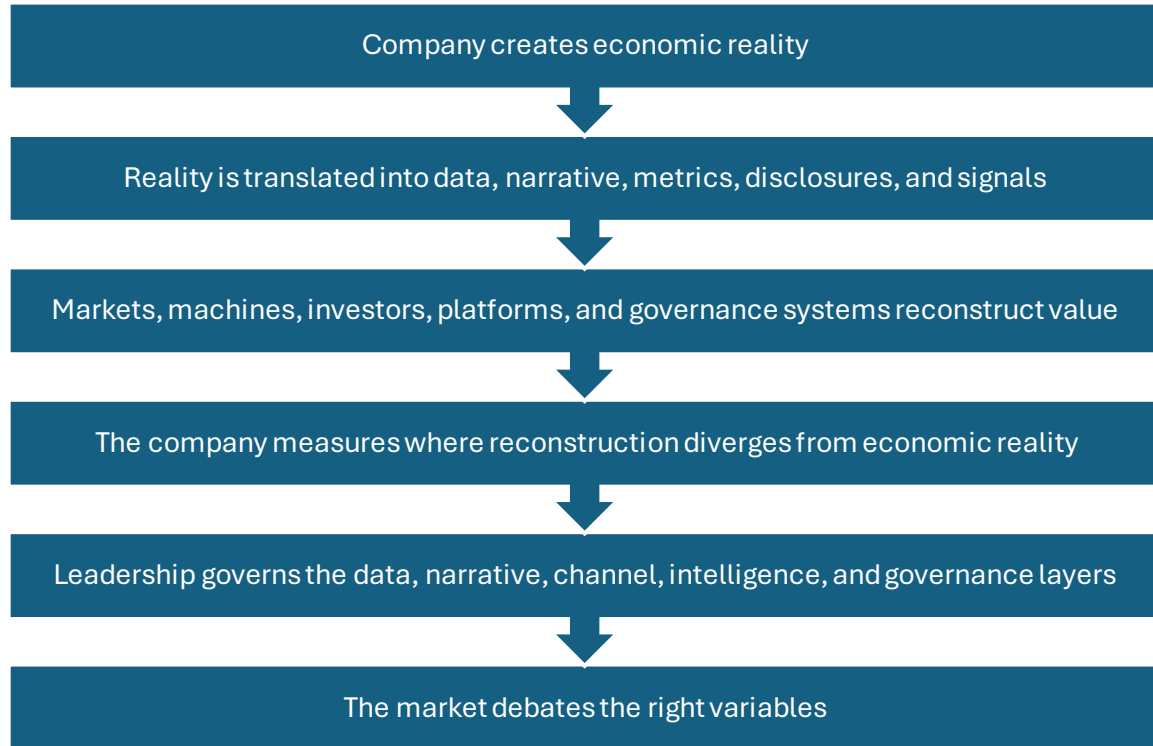 Company creates economic reality
Reality is translated into data, narrative, metrics, disclosures, and signals
Markets, machines, investors, platforms, and governance systems reconstruct value
The company measures where reconstruction diverges from economic reality
Leadership governs the data, narrative, channel, intelligence, and governance layers
The market debates the right variables